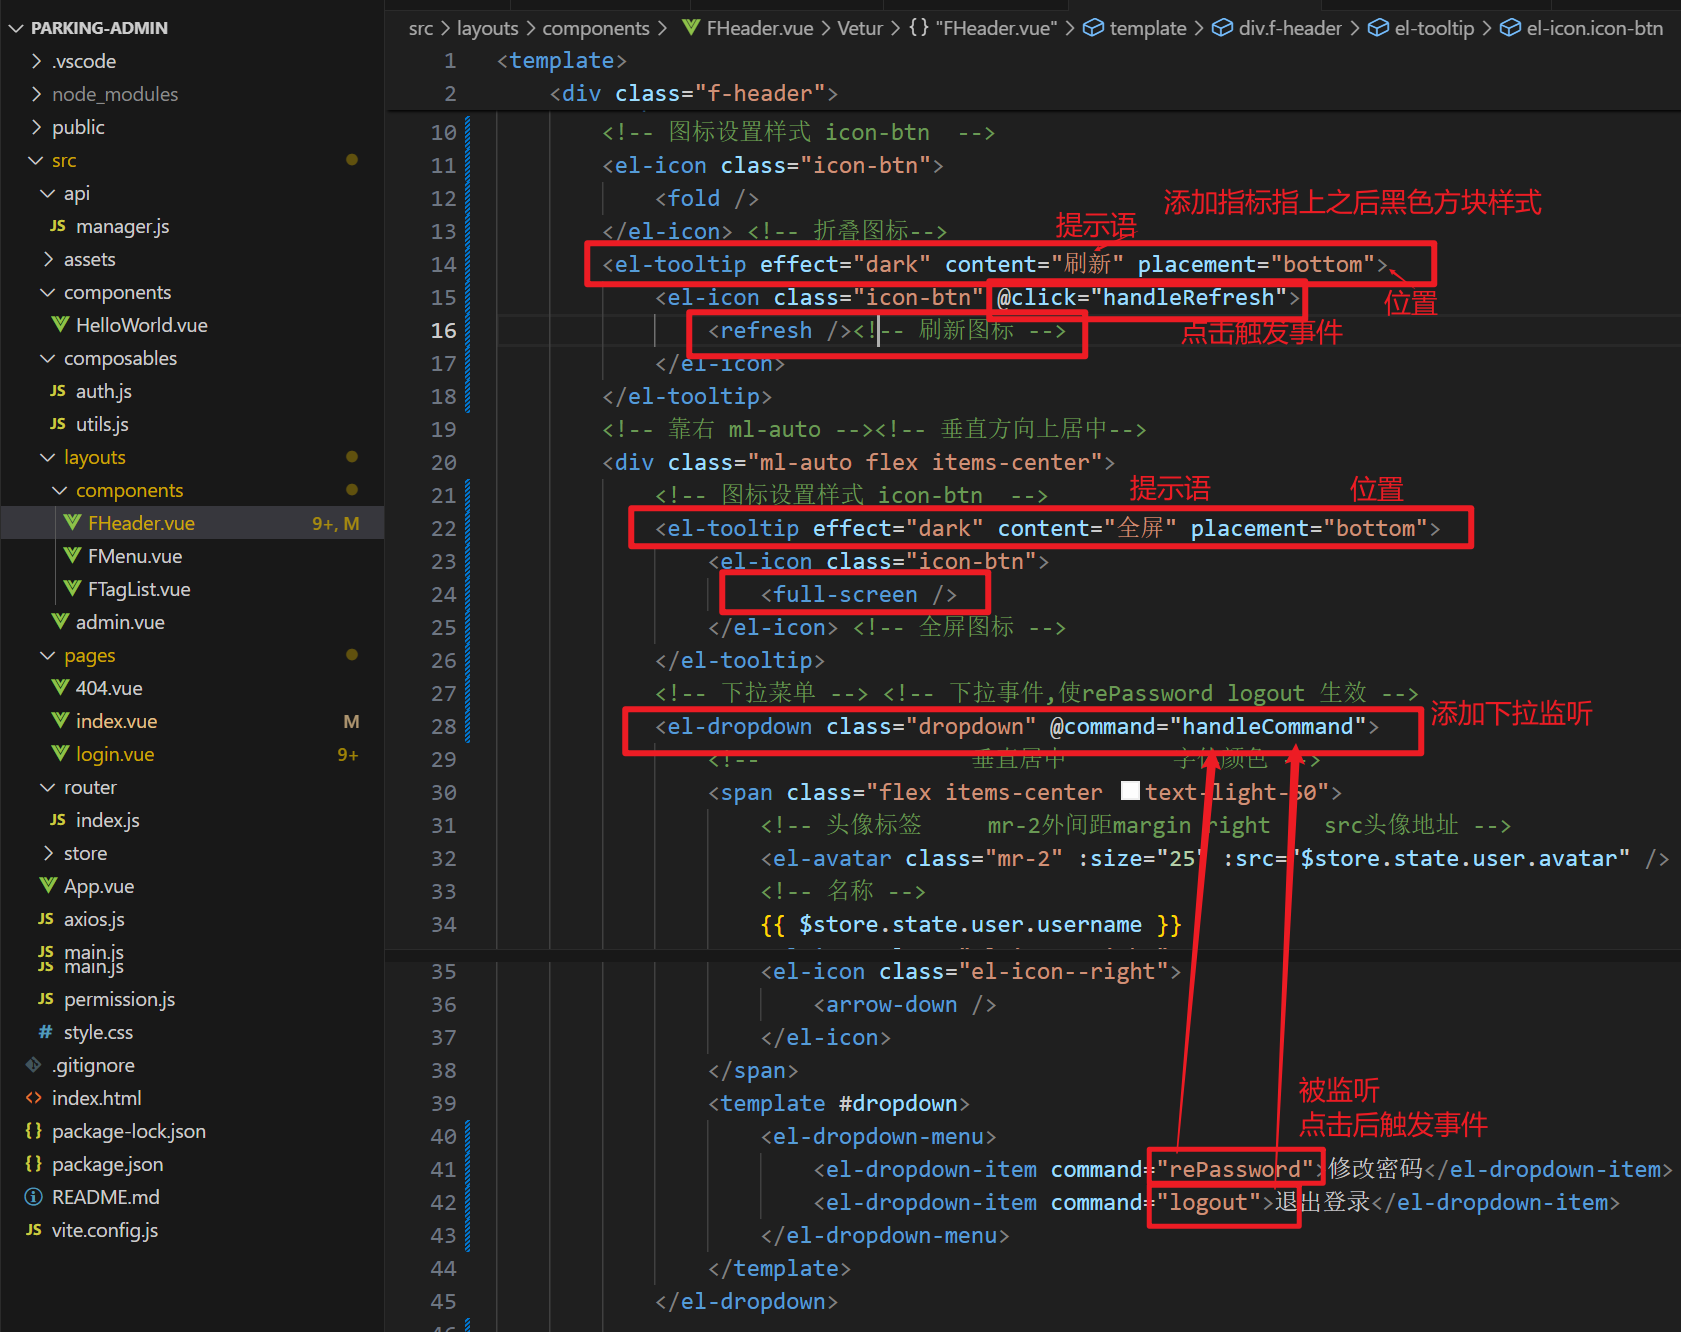 PARKING-ADMIN
.vscode
node_modules
public
src
api
JS manager.js
assets
components
HelloWorld.vue
composables
JS auth.js
JS utils.js
layouts
components
FHeader.vue 9+, M
FMenu.vue
FTagList.vue
admin.vue
pages
404.vue
index.vue M
login.vue 9+
router
JS index.js
store
App.vue
JS axios.js
JS main.js
JS main.js
JS permission.js
# style.css
.gitignore
<> index.html
{} package-lock.json
{} package.json
README.md
JS vite.config.js
src > layouts > components > FHeader.vue > Vetur > {} "FHeader.vue" > template > div.f-header > el-tooltip > el-icon.icon-btn
1 <template>
2 <div class="f-header">
10 <!-- 图标设置样式 icon-btn -->
11 <el-icon class="icon-btn">
12 <fold />
添加指标指上之后黑色方块样式
提示语
13 </el-icon> <!-- 折叠图标-->
14 <el-tooltip effect="dark" content="刷新" placement="bottom">
15 <el-icon class="icon-btn" @click="handleRefresh">
位置
16 <refresh /><!-- 刷新图标 -->
点击触发事件
17 </el-icon>
18 </el-tooltip>
19 <!-- 靠右 ml-auto --><!-- 垂直方向上居中-->
20 <div class="ml-auto flex items-center">
21 <!-- 图标设置样式 icon-btn -->
提示语 位置
22 <el-tooltip effect="dark" content="全屏" placement="bottom">
23 <el-icon class="icon-btn">
24 <full-screen />
25 </el-icon> <!-- 全屏图标 -->
26 </el-tooltip>
27 <!-- 下拉菜单 --> <!-- 下拉事件,使rePassword logout 生效 -->
28 <el-dropdown class="dropdown" @command="handleCommand">
添加下拉监听
29 <!-- 垂直居中 字体颜色 -->
30 <span class="flex items-center text-light-50">
31 <!-- 头像标签 mr-2外间距margin right src头像地址 -->
32 <el-avatar class="mr-2" :size="25" :src="$store.state.user.avatar" />
33 <!-- 名称 -->
34 {{ $store.state.user.username }}
35 <el-icon class="el-icon--right">
36 <arrow-down />
37 </el-icon>
38 </span>
39 <template #dropdown>
被监听
点击后触发事件
40 <el-dropdown-menu>
41 <el-dropdown-item command="rePassword">修改密码</el-dropdown-item>
42 <el-dropdown-item command="logout">退出登录</el-dropdown-item>
43 </el-dropdown-menu>
44 </template>
45 </el-dropdown>